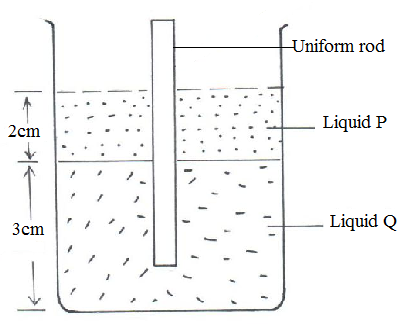 Uniform rod
2cm
Liquid P
3cm
Liquid Q